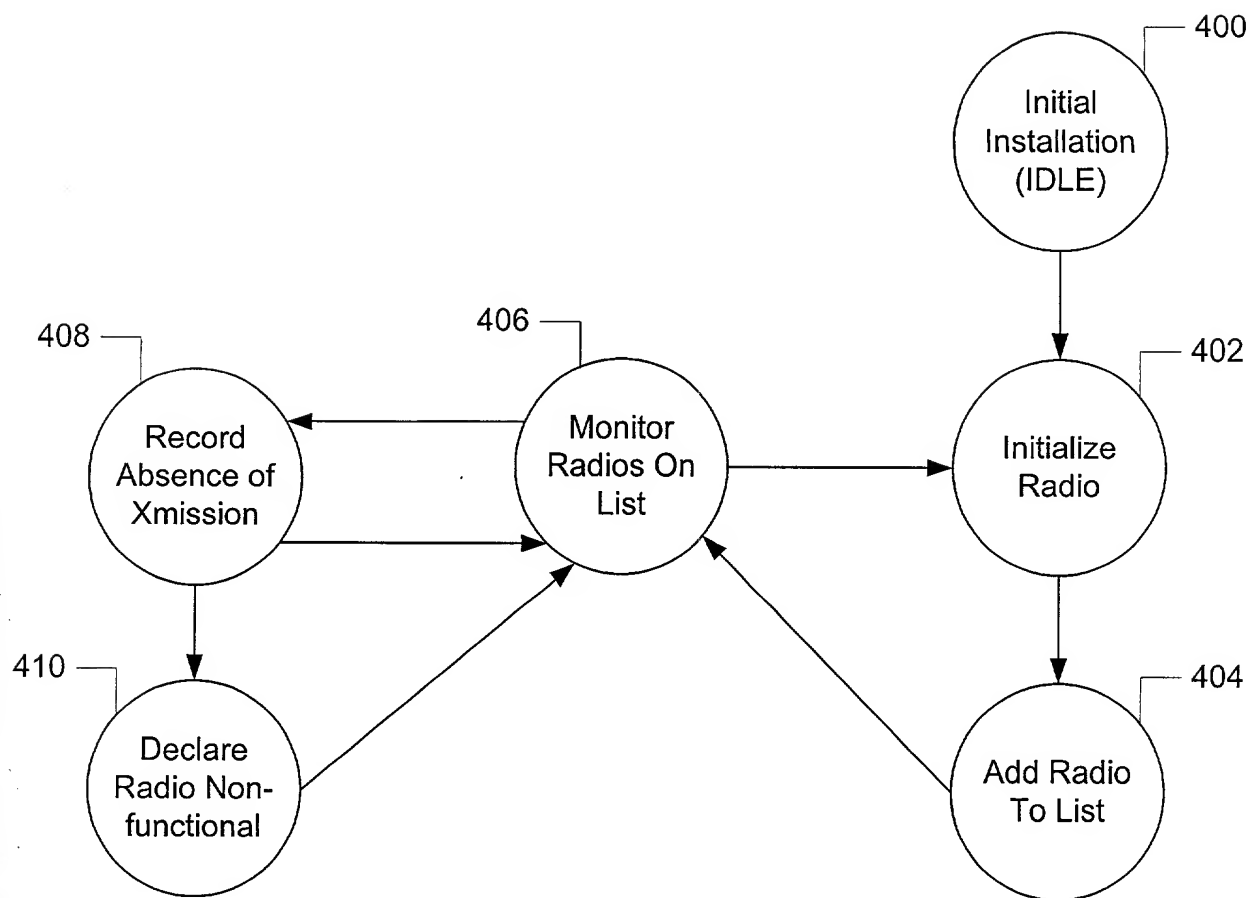 400
Initial
Installation
(IDLE)
408
406
402
Record
Absence of
Xmission
Monitor
Radios On
List
Initialize
Radio
410
404
Declare
Radio Non-
functional
Add Radio
To List